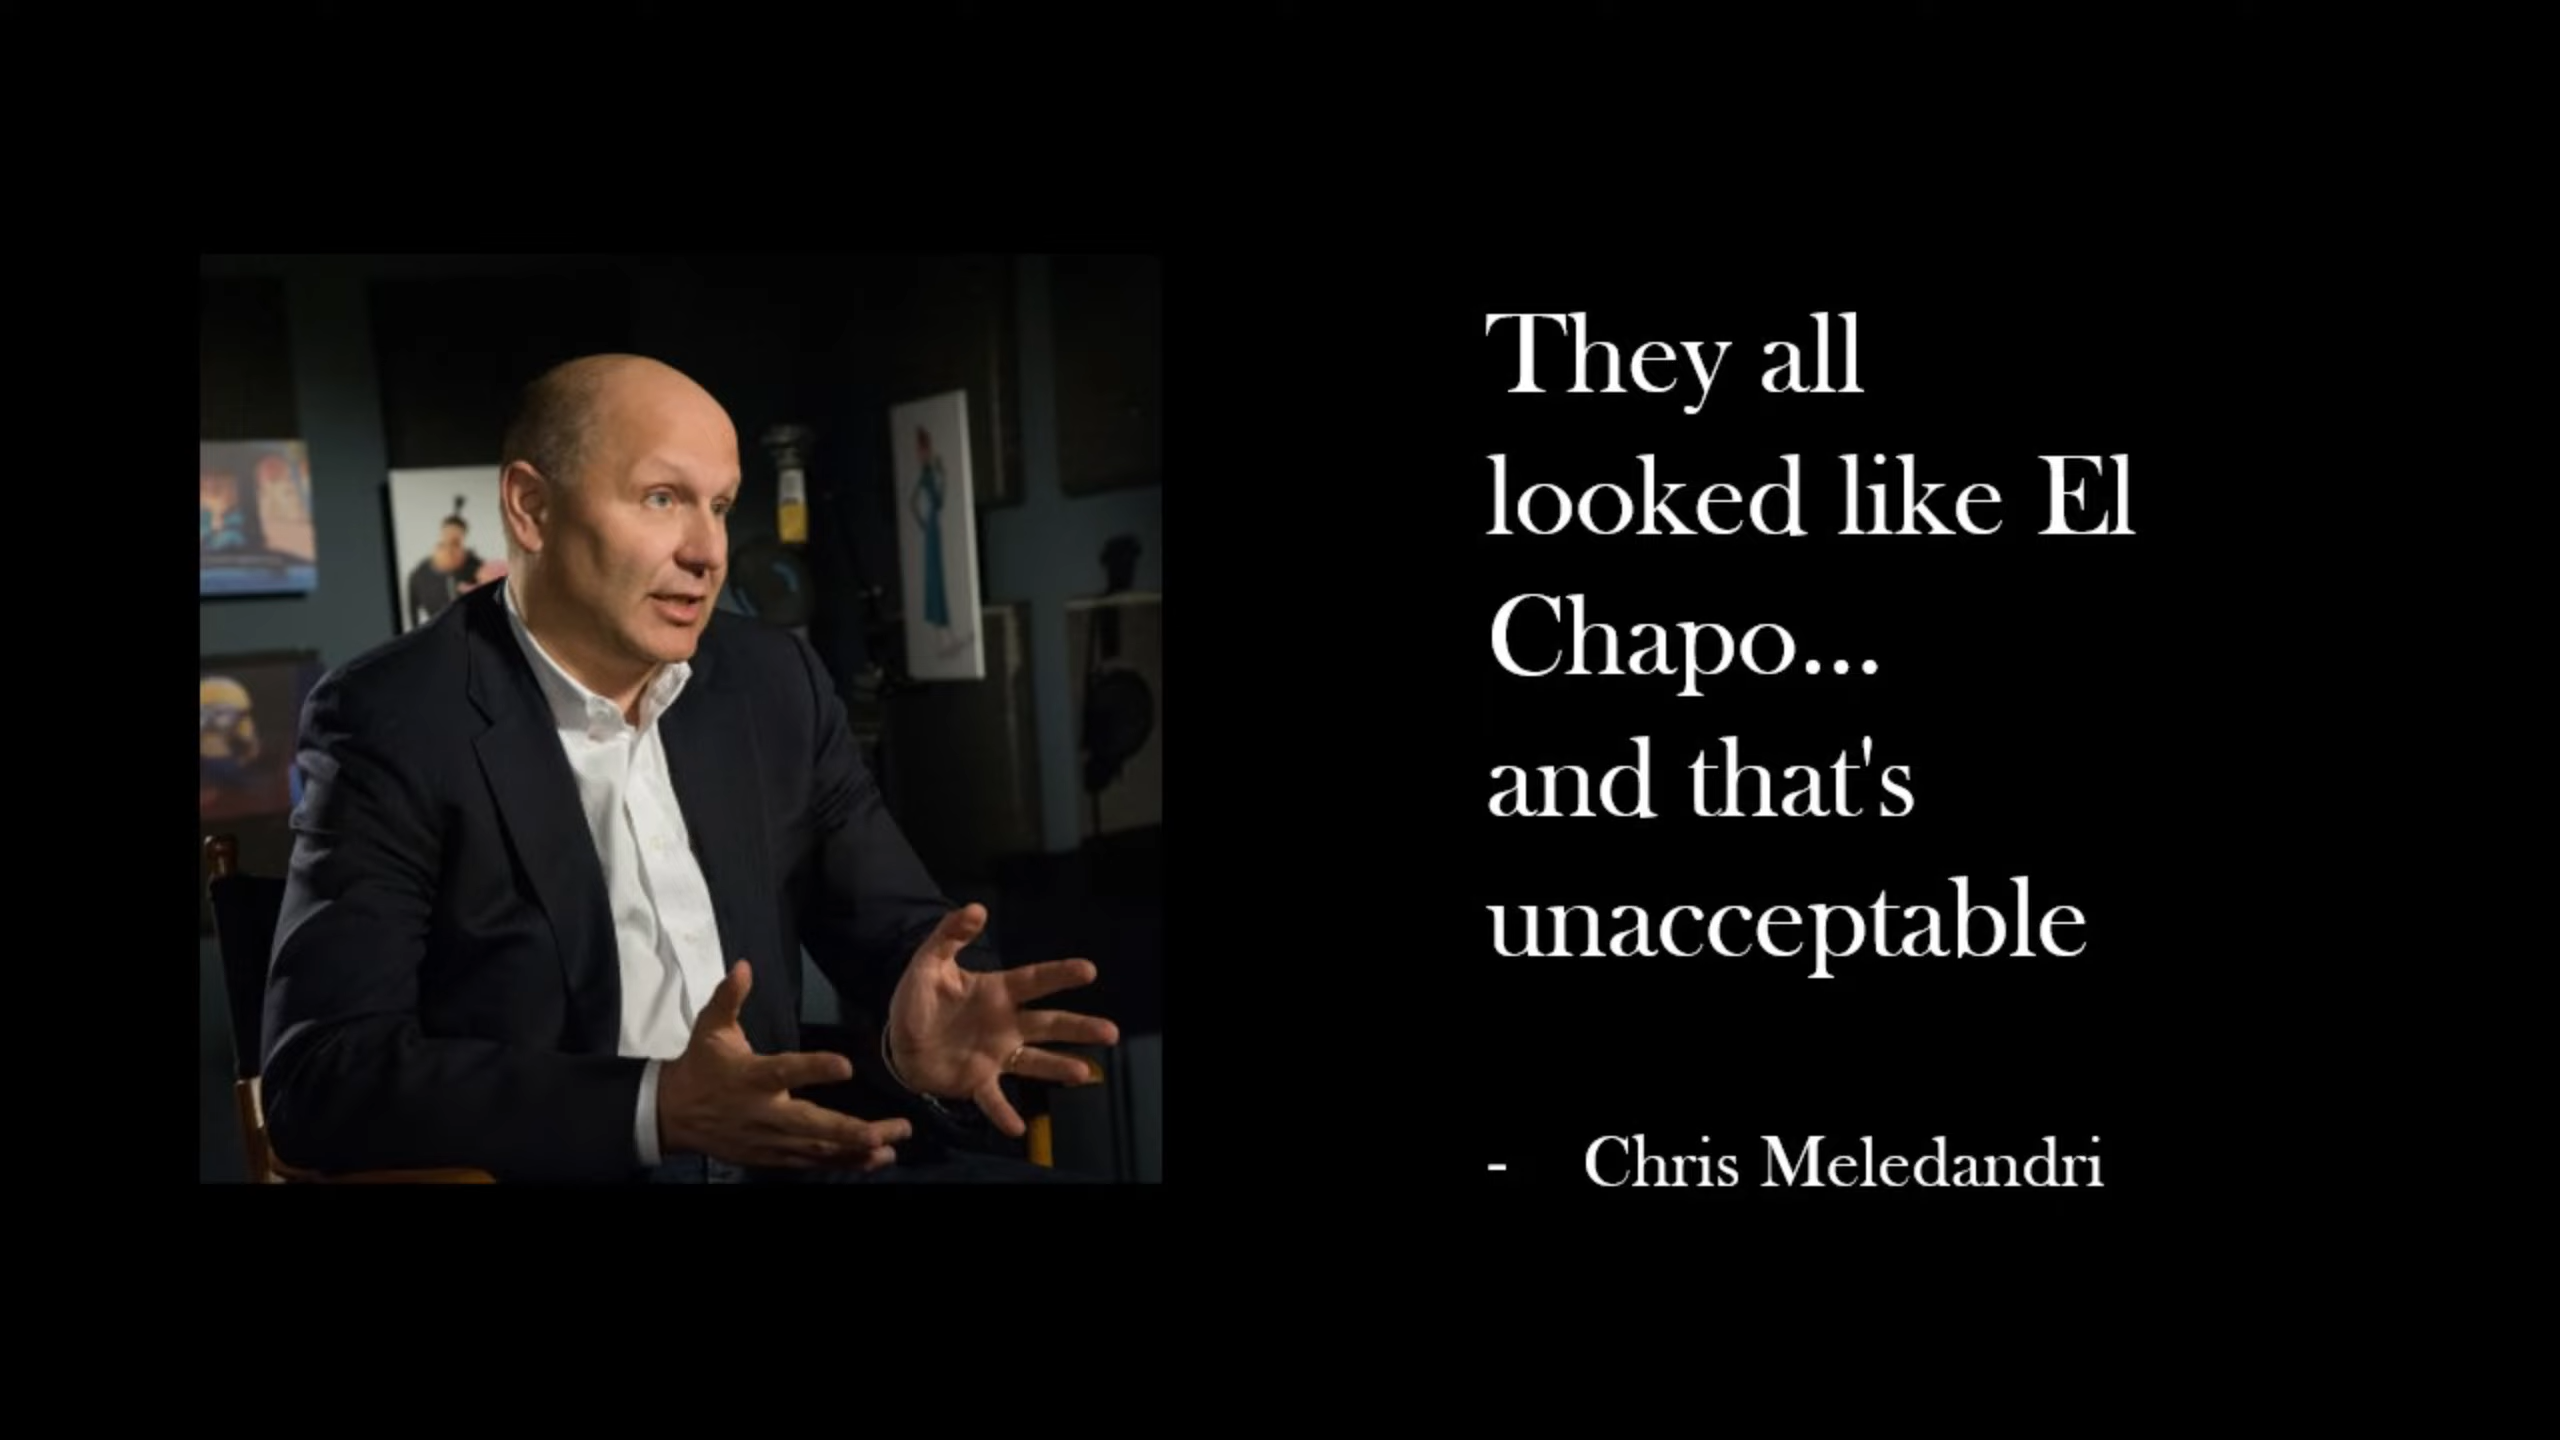 They all
looked like El
Chapo...
and that's
unacceptable
- Chris Meledandri